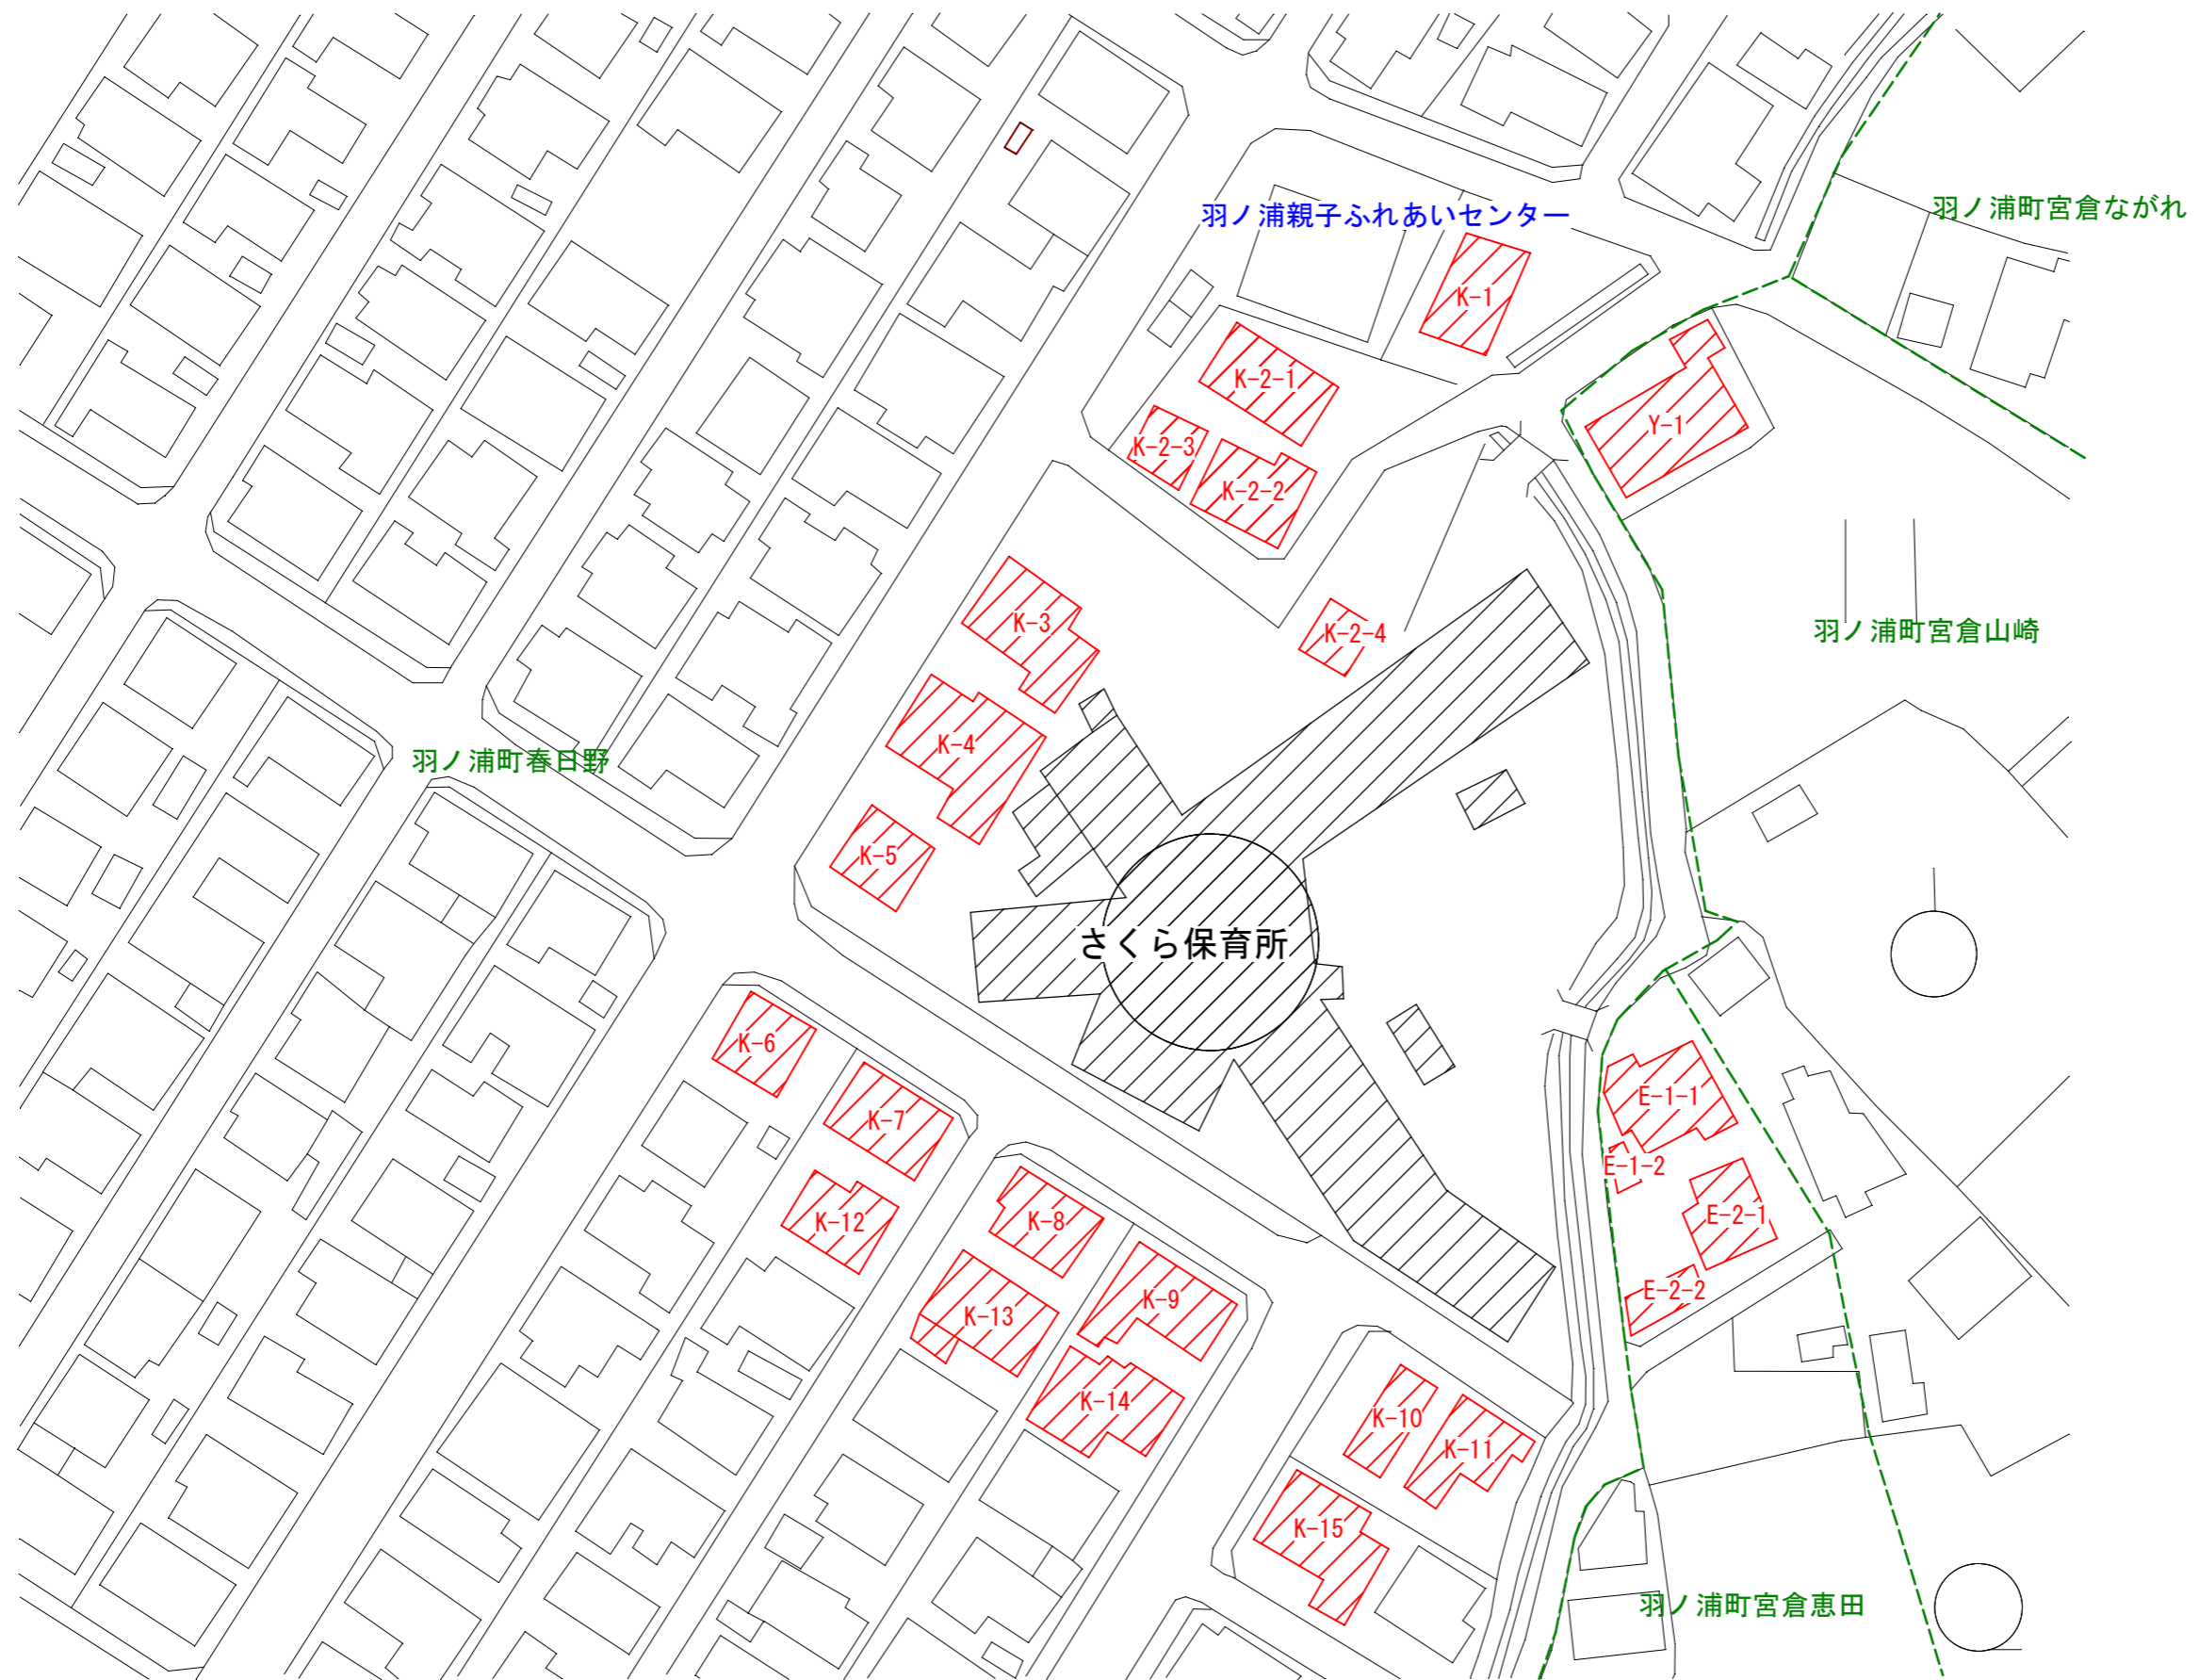 羽ノ浦町宮倉ながれ
羽ノ浦親子ふれあいセンター
K-1
K-2-1
Y-1
K-2-3
K-2-2
K-3
K-2-4
羽ノ浦町宮倉山崎
K-4
羽ノ浦町春日野
K-5
さくら保育所
K-6
E-1-1
K-7
E-1-2
K-12
K-8
E-2-1
E-2-2
K-9
K-13
K-14
K-10
K-11
K-15
羽ノ浦町宮倉恵田